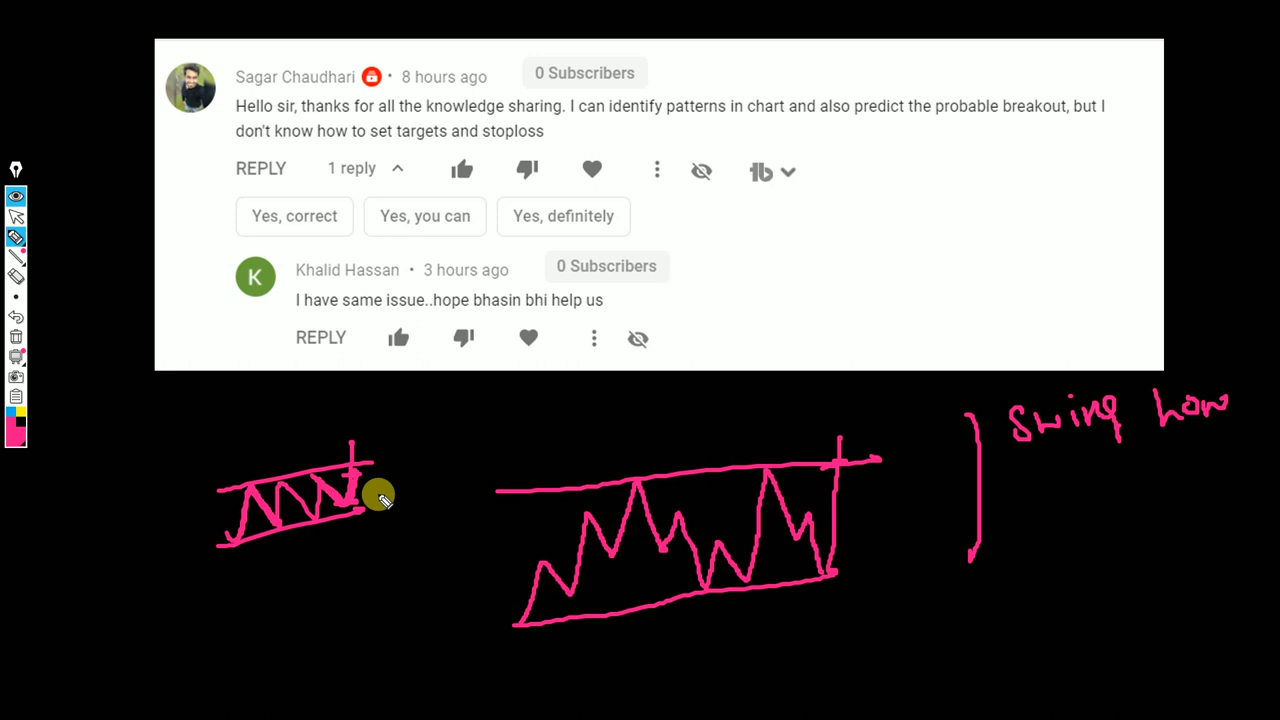 Sagar Chaudhari • 8 hours ago 0 Subscribers
Hello sir, thanks for all the knowledge sharing. I can identify patterns in chart and also predict the probable breakout, but I
don't know how to set targets and stoploss
REPLY 1 reply
Yes, correct Yes, you can Yes, definitely
K Khalid Hassan • 3 hours ago 0 Subscribers
I have same issue..hope bhasin bhi help us
REPLY
Swing how